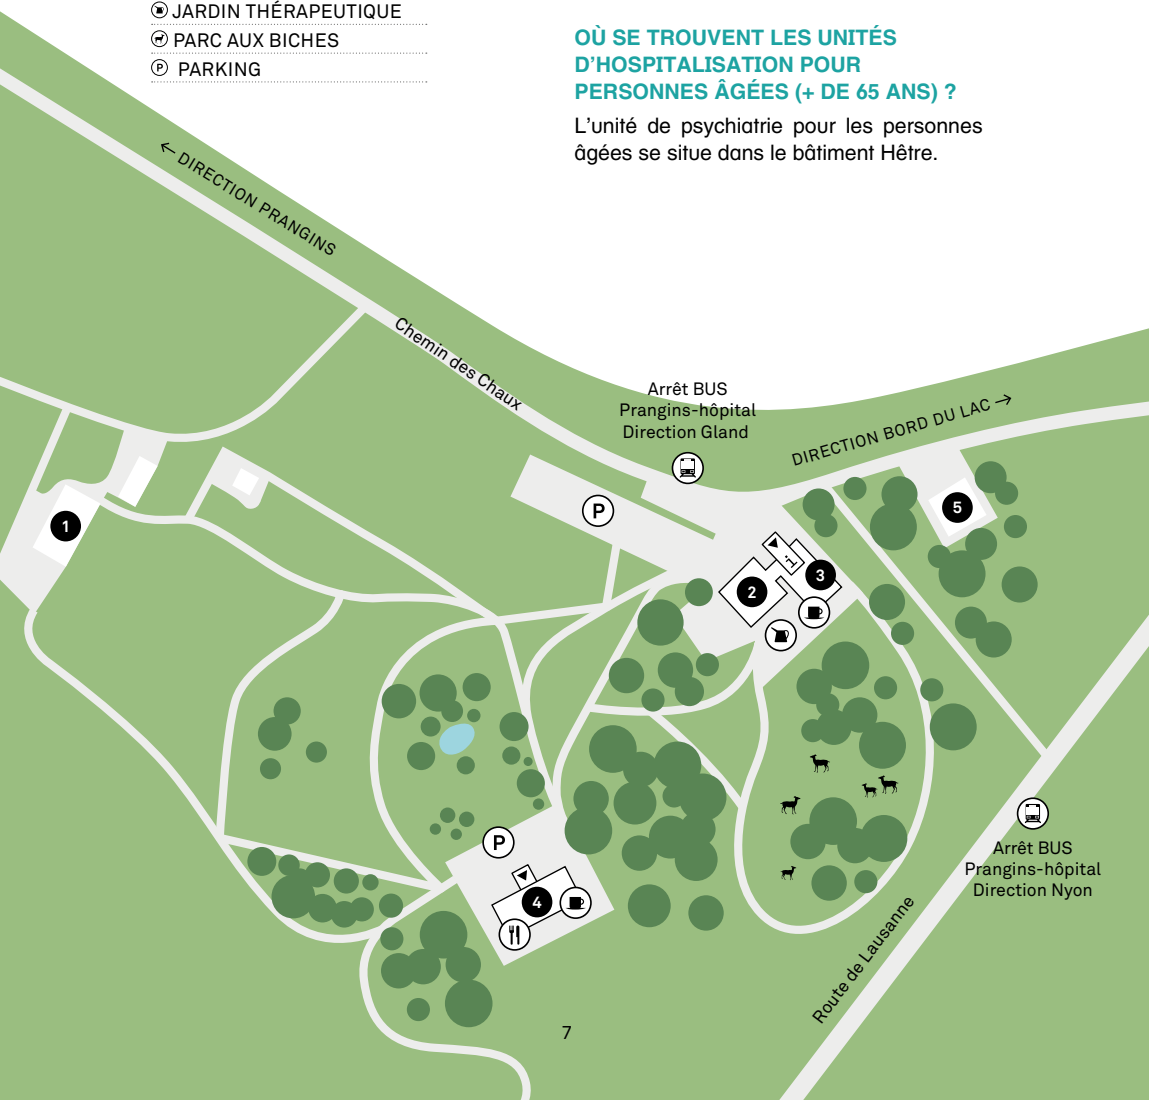 JARDIN THÉRAPEUTIQUE
PARC AUX BICHES
P PARKING
OÙ SE TROUVENT LES UNITÉS
D'HOSPITALISATION POUR
PERSONNES ÂGÉES (+ DE 65 ANS) ?
L'unité de psychiatrie pour les personnes
âgées se situe dans le bâtiment Hêtre.
← DIRECTION PRANGINS
Chemin des Chaux
Arrêt BUS
Prangins-hôpital
Direction Gland
DIRECTION BORD DU LAC →
P
1
5
i
2
3
P
4
Arrêt BUS
Prangins-hôpital
Direction Nyon
Route de Lausanne
7